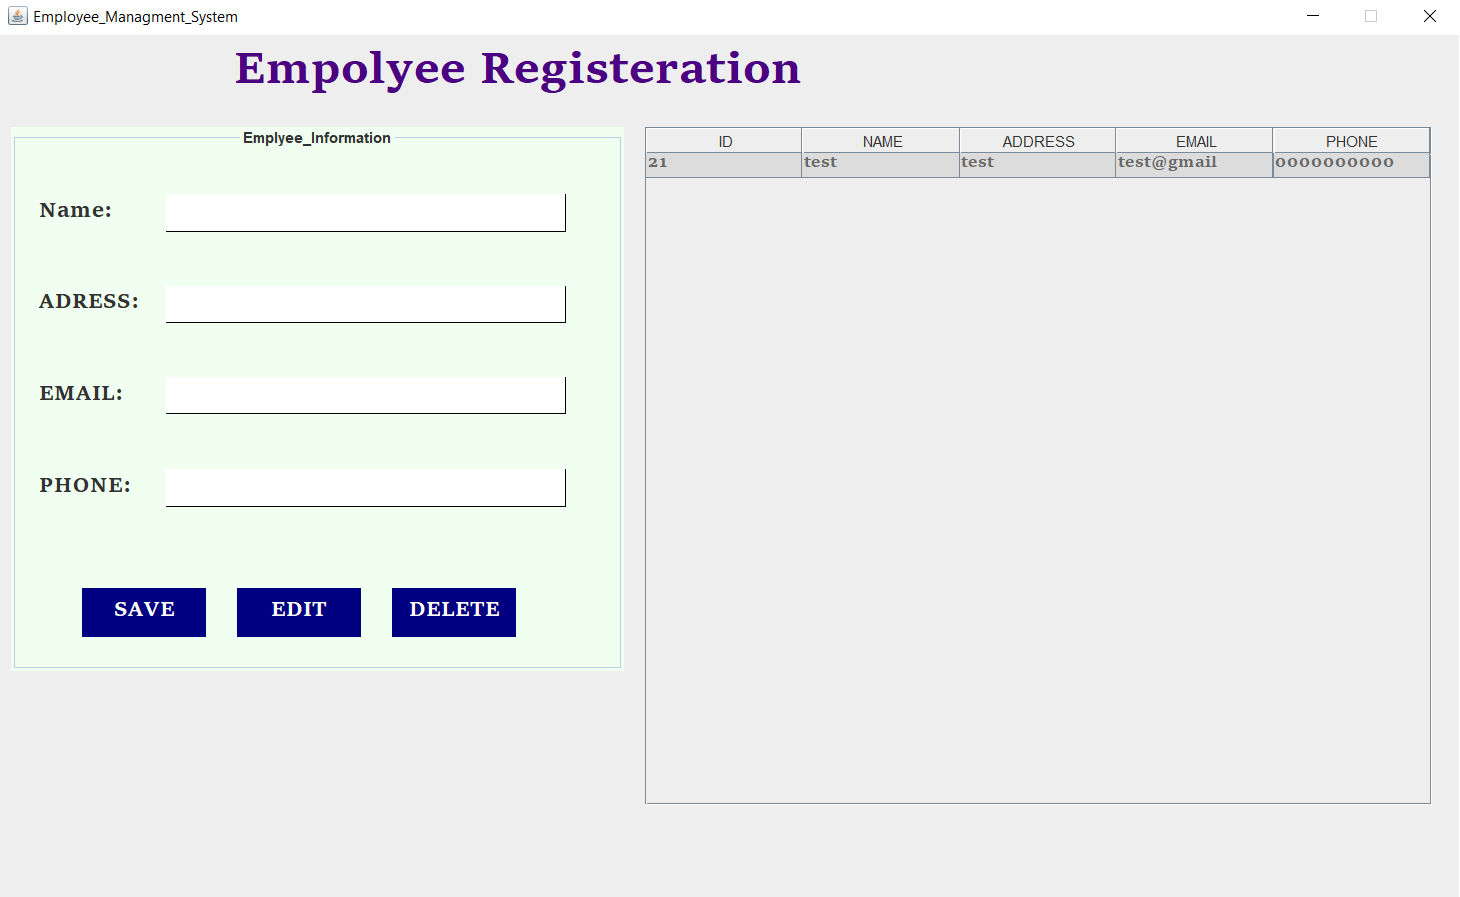 Employee_Managment_System
Empolyee Registeration
Emplyee_Information
Name:
ADRESS:
EMAIL:
PHONE:
SAVE EDIT DELETE
ID NAME ADDRESS EMAIL PHONE
21 test test test@gmail 0000000000